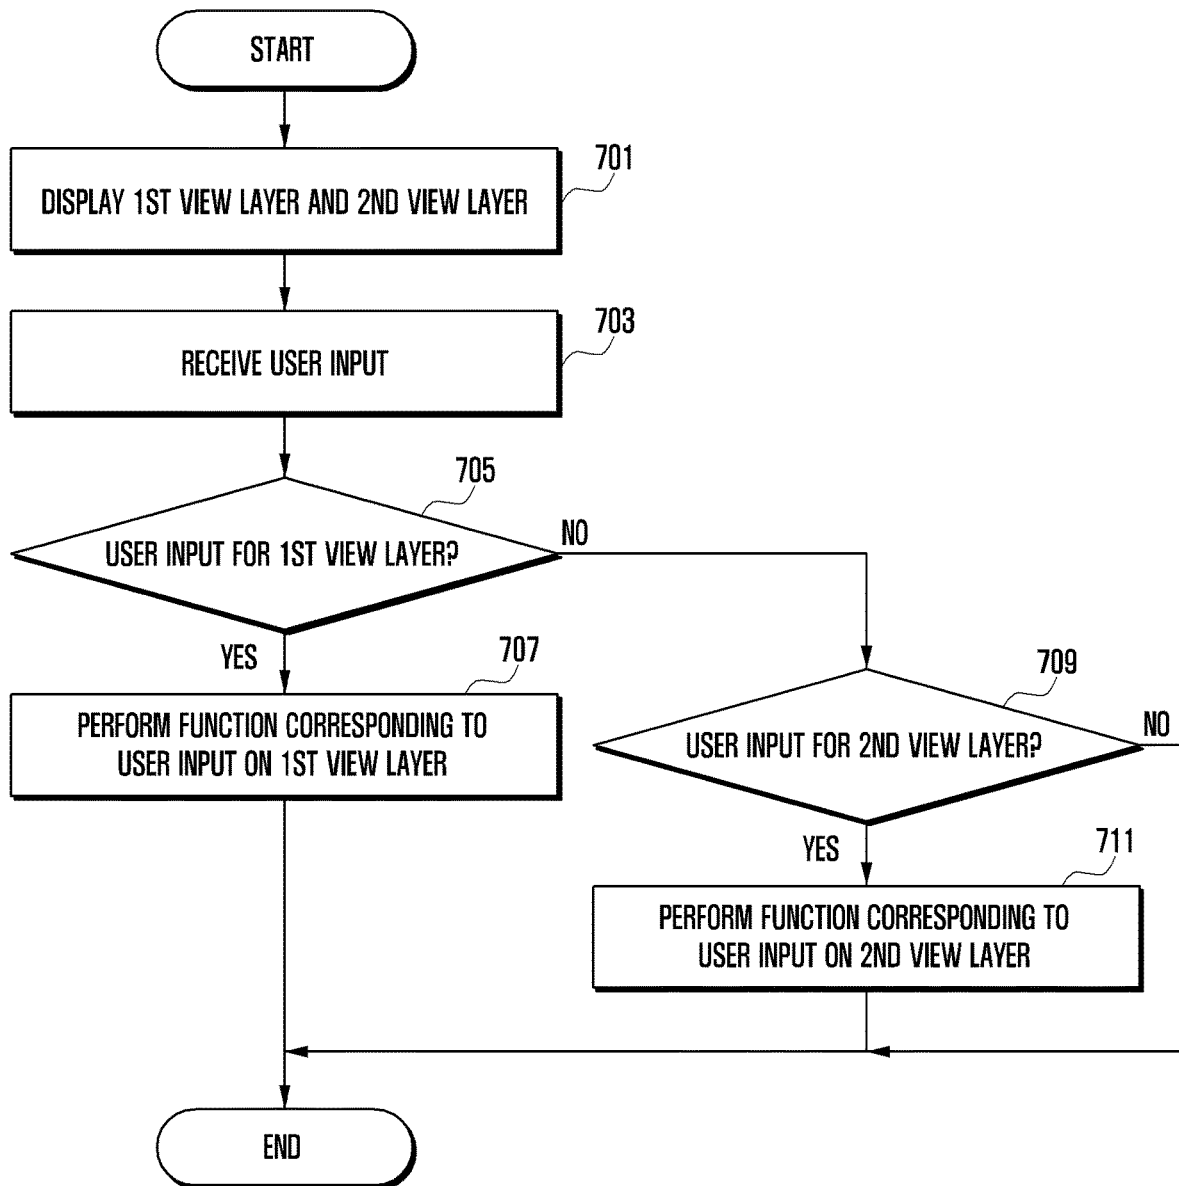 START
701
DISPLAY 1ST VIEW LAYER AND 2ND VIEW LAYER
703
RECEIVE USER INPUT
705
USER INPUT FOR 1ST VIEW LAYER?
NO
YES
707
PERFORM FUNCTION CORRESPONDING TO
USER INPUT ON 1ST VIEW LAYER
709
USER INPUT FOR 2ND VIEW LAYER?
NO
YES
711
PERFORM FUNCTION CORRESPONDING TO
USER INPUT ON 2ND VIEW LAYER
END